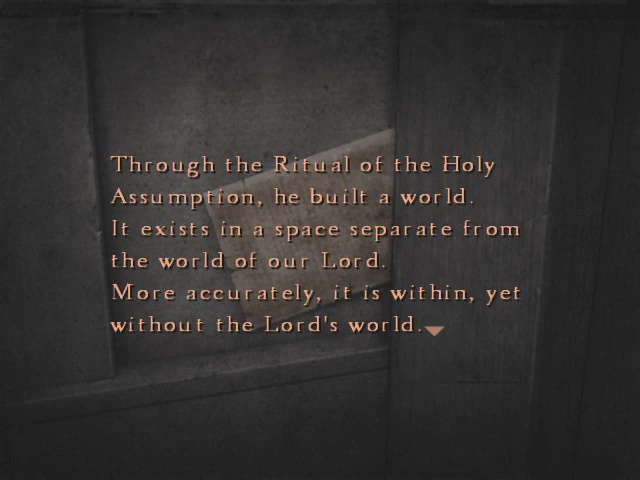 Through the Ritual of the Holy
Assumption, he built a world.
It exists in a space separate from
the world of our Lord.
More accurately, it is within, yet
without the Lord's world.